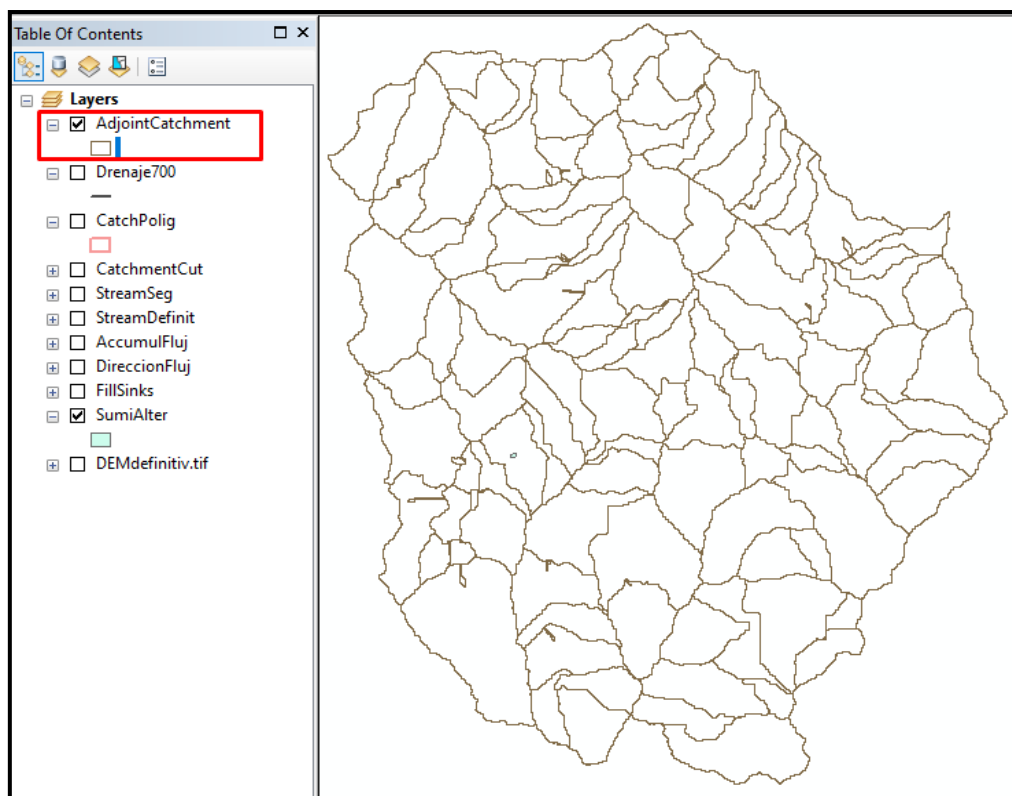 Table Of Contents
Layers
AdjointCatchment
Drenaje700
CatchPolig
CatchmentCut
StreamSeg
StreamDefinit
AccumulFluj
DireccionFluj
FillSinks
SumiAlter
DEMdefinitiv.tif